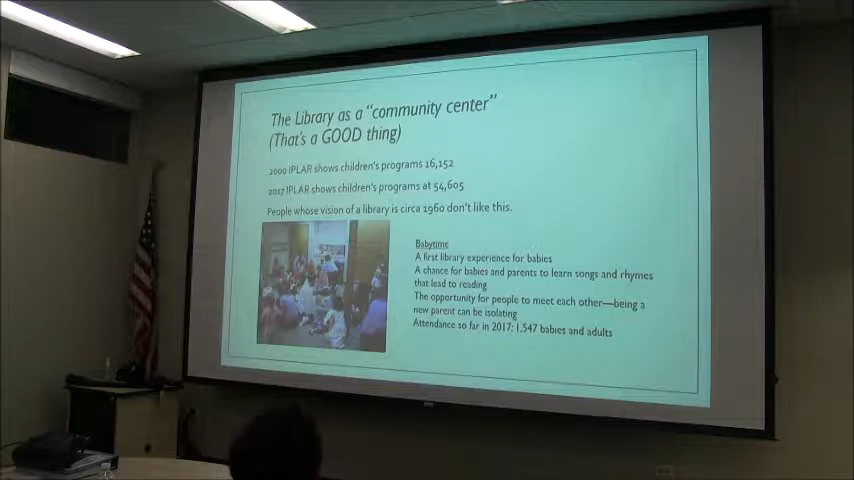 The Library as a “community center”
(That's a GOOD thing)
2000 IPLAR shows children's programs 16,152
2017 IPLAR shows children's programs at 54,605
People whose vision of a library is circa 1960 don't like this.
Babytime
A first library experience for babies
A chance for babies and parents to learn songs and rhymes
that lead to reading
The opportunity for people to meet each other—being a
new parent can be isolating
Attendance so far in 2017: 1,547 babies and adults